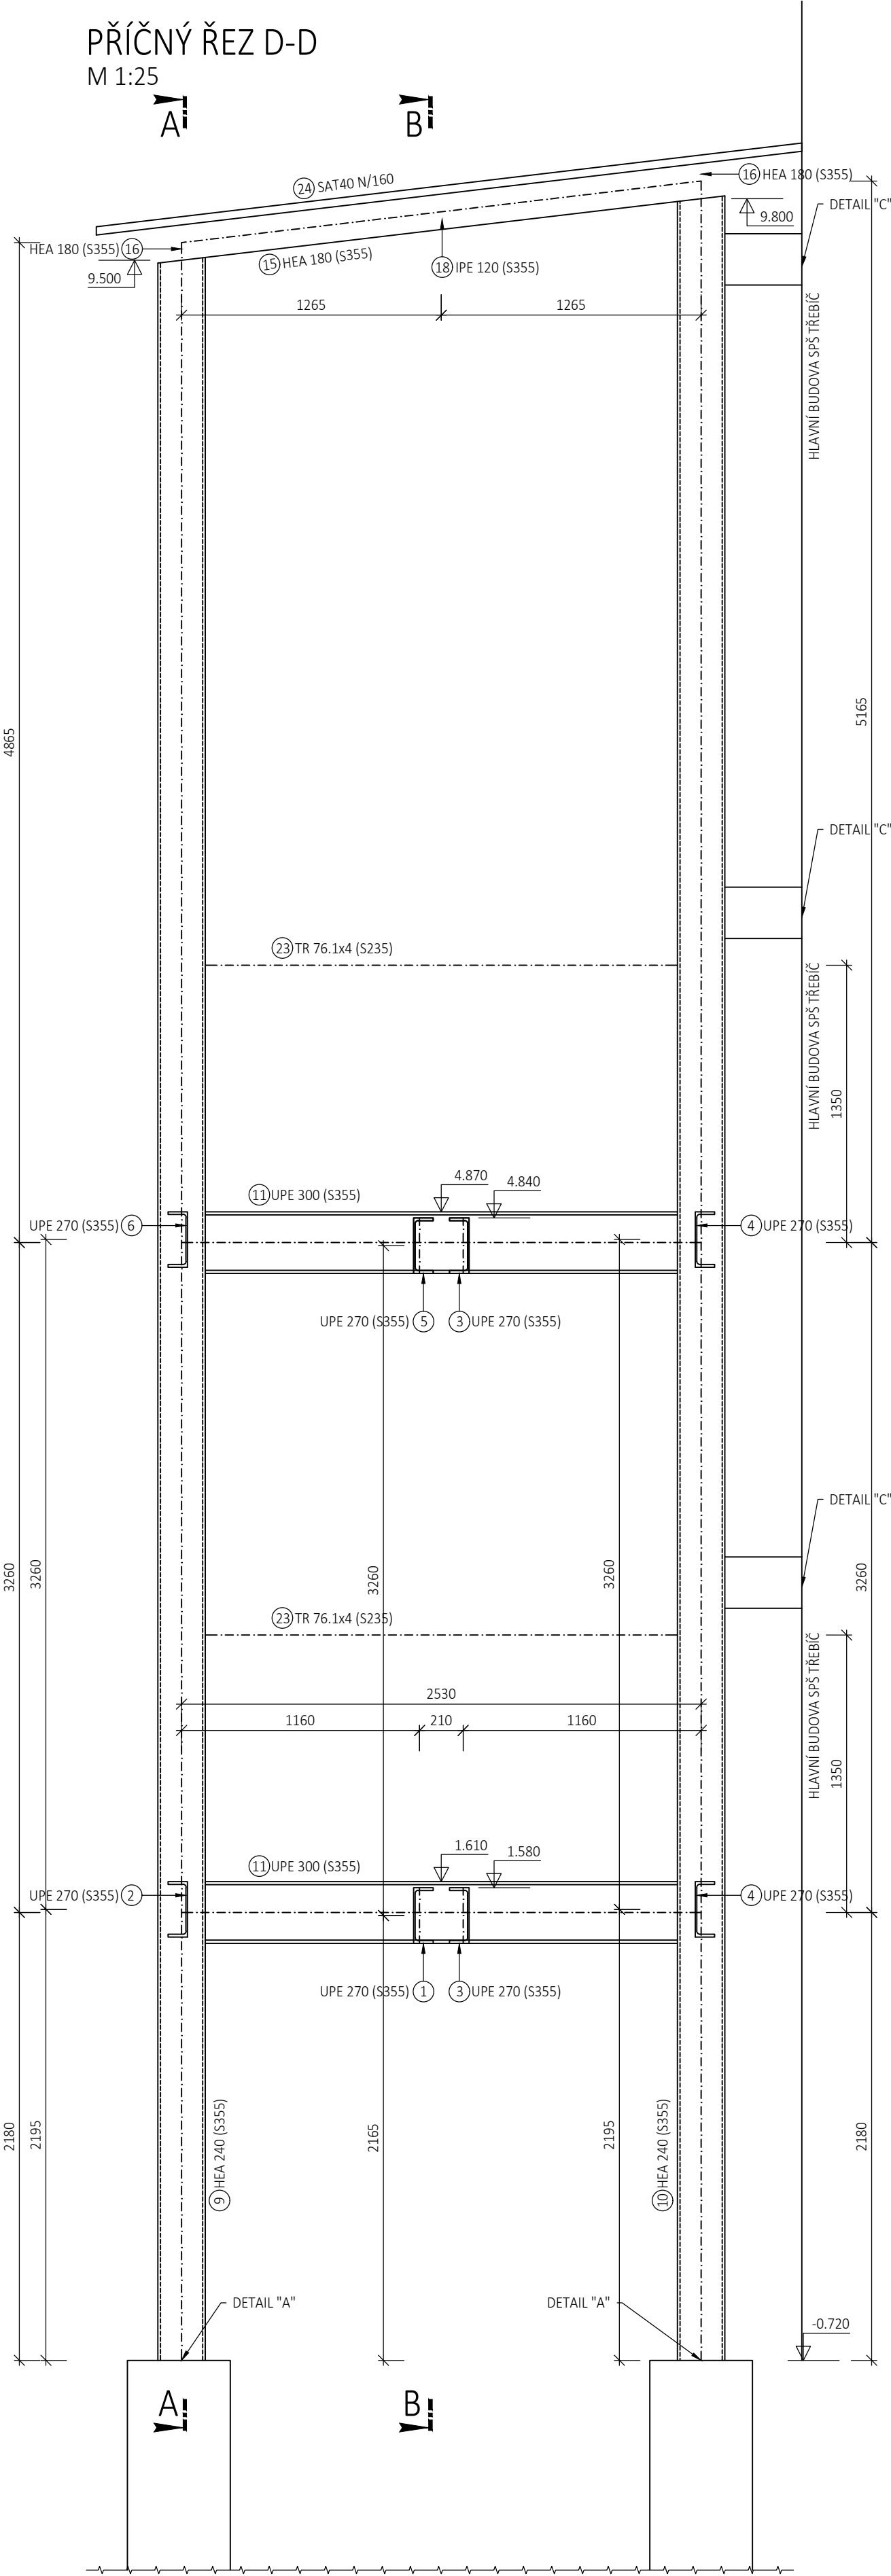 PŘÍČNÝ ŘEZ D-D
M 1:25
A
B
24 SAT40 N/160
16 HEA 180 (S355)
9.800
DETAIL "C"
HEA 180 (S355) 16
9.500
15 HEA 180 (S355)
18 IPE 120 (S355)
1265
1265
HLAVNÍ BUDOVA SPŠ TŘEBÍČ
4865
5165
DETAIL "C"
23 TR 76.1x4 (S235)
HLAVNÍ BUDOVA SPŠ TŘEBÍČ
1350
11 UPE 300 (S355)
4.870
4.840
UPE 270 (S355) 6
4 UPE 270 (S355)
UPE 270 (S355) 5
3 UPE 270 (S355)
DETAIL "C"
3260
3260
3260
3260
3260
23 TR 76.1x4 (S235)
HLAVNÍ BUDOVA SPŠ TŘEBÍČ
2530
1160
210
1160
1350
11 UPE 300 (S355)
1.610
1.580
UPE 270 (S355) 2
4 UPE 270 (S355)
UPE 270 (S355) 1
3 UPE 270 (S355)
2180
2195
2165
2195
2180
9 HEA 240 (S355)
10 HEA 240 (S355)
DETAIL "A"
DETAIL "A"
-0.720
A
B